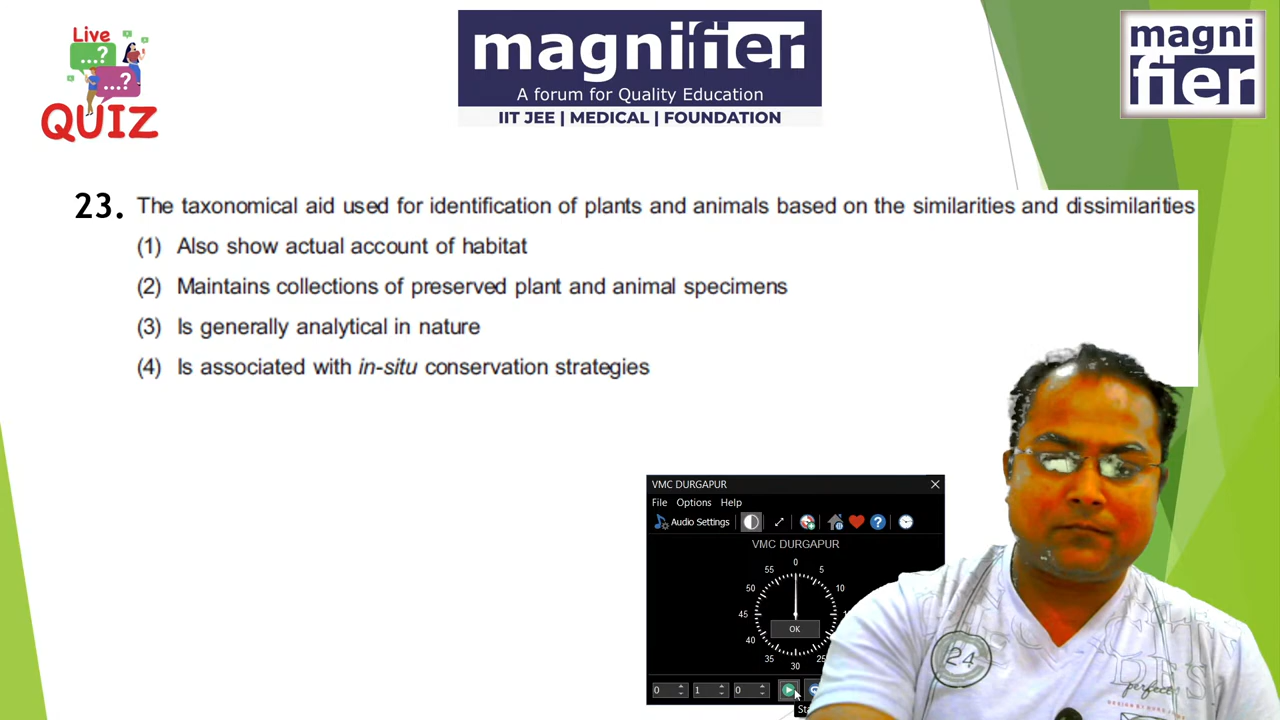 Live
...?
...?
QUIZ
magnifier
A forum for Quality Education
IIT JEE | MEDICAL | FOUNDATION
magni
fier
23. The taxonomical aid used for identification of plants and animals based on the similarities and dissimilarities
(1) Also show actual account of habitat
(2) Maintains collections of preserved plant and animal specimens
(3) Is generally analytical in nature
(4) Is associated with in-situ conservation strategies
VMC DURGAPUR
File Options Help
Audio Settings
VMC DURGAPUR
0
55 5
50 10
45
40
35 30 25
OK
0 1 0
24
perfect